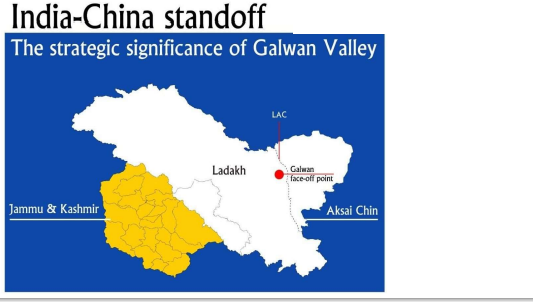 India-China standoff
The strategic significance of Galwan Valley
LAC
Ladakh
Galwan
face-off point
Jammu & Kashmir
Aksai Chin